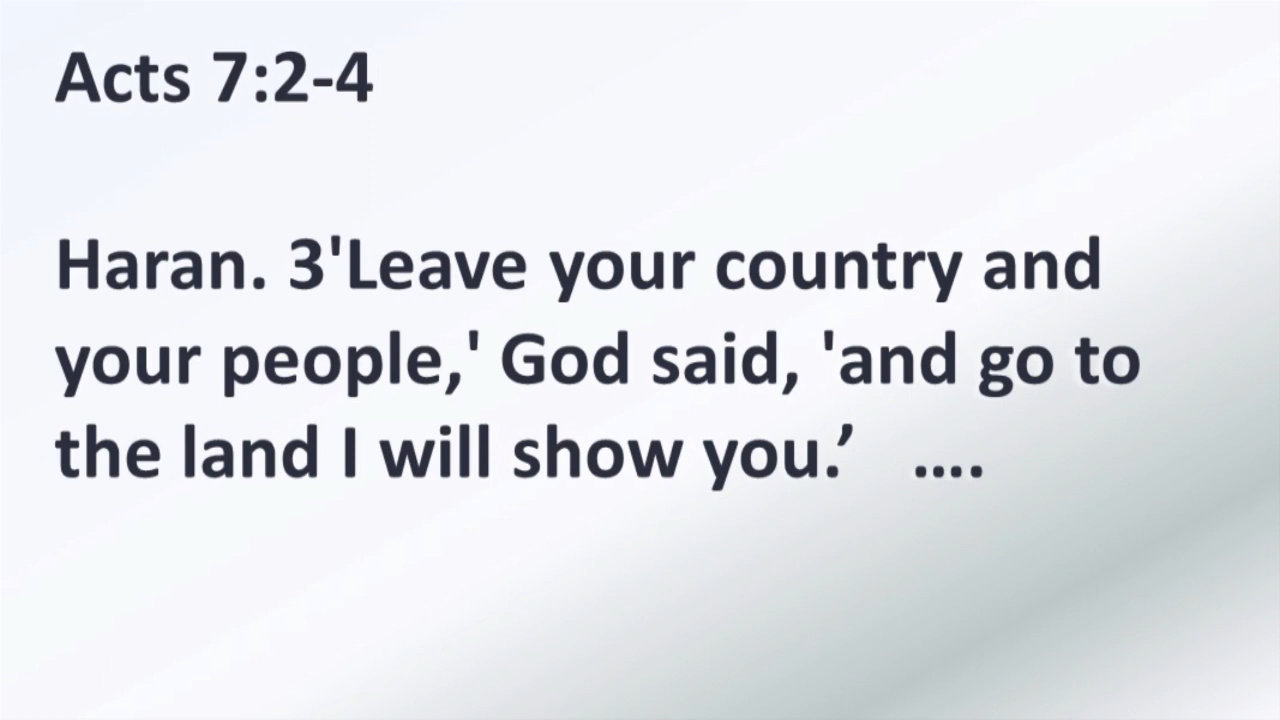 Acts 7:2-4
Haran. 3'Leave your country and
your people,' God said, 'and go to
the land I will show you.’   ....